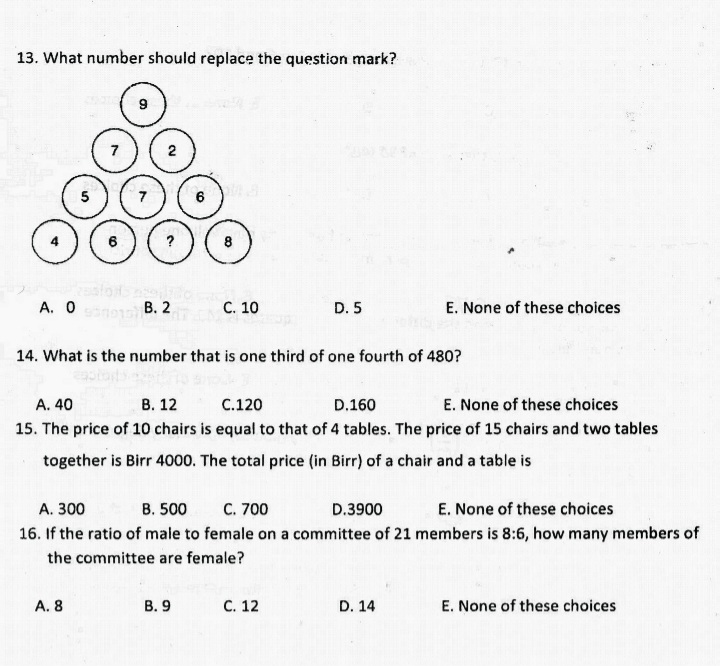 13. What number should replace the question mark?
9
7 2
5 7 6
4 6 ? 8
A. 0 B. 2 C. 10 D. 5 E. None of these choices
14. What is the number that is one third of one fourth of 480?
A. 40 B. 12 C.120 D.160 E. None of these choices
15. The price of 10 chairs is equal to that of 4 tables. The price of 15 chairs and two tables
together is Birr 4000. The total price (in Birr) of a chair and a table is
A. 300 B. 500 C. 700 D.3900 E. None of these choices
16. If the ratio of male to female on a committee of 21 members is 8:6, how many members of
the committee are female?
A. 8 B. 9 C. 12 D. 14 E. None of these choices